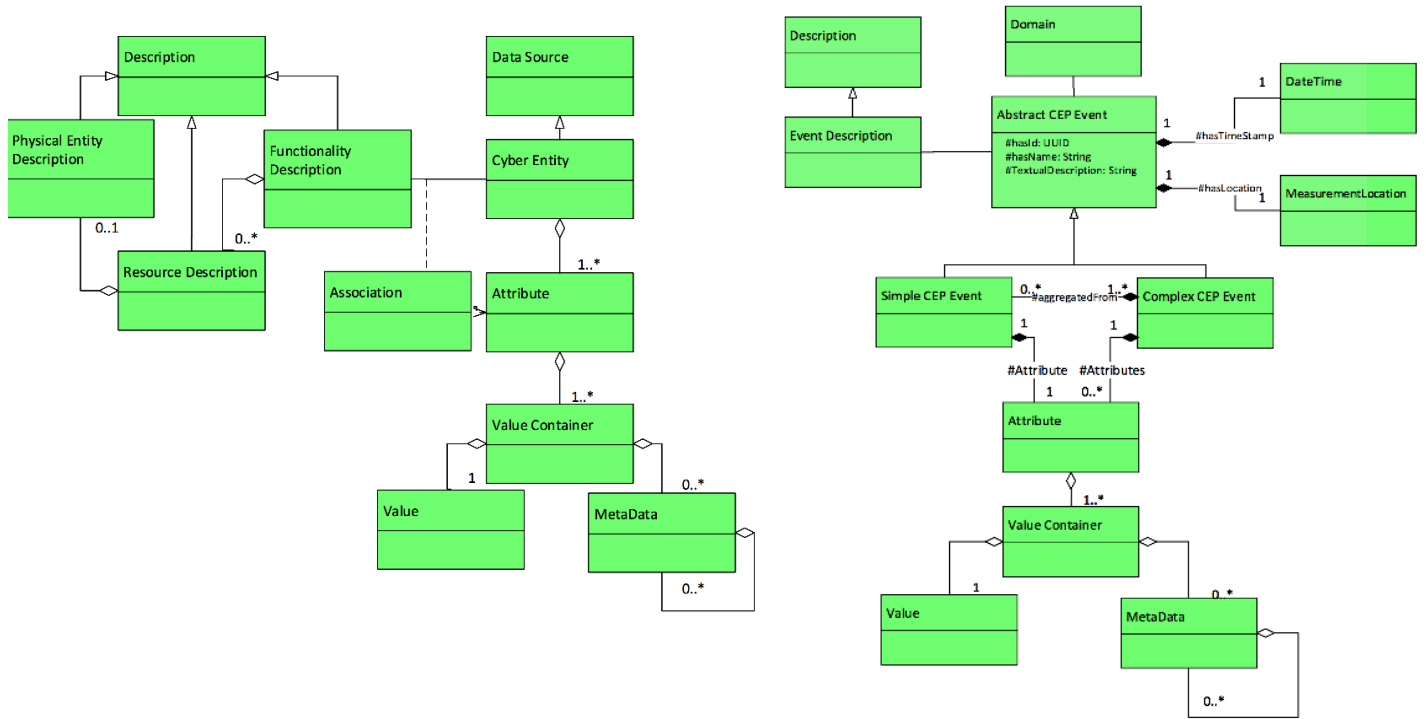 Description
Data Source
Physical Entity
Description
Functionality
Description
Cyber Entity
0..1
0..*
Resource Description
1..*
Association
Attribute
1..*
Value Container
1
0..*
Value
MetaData
0..*
Description
Domain
DateTime
1
Abstract CEP Event
1
#hasTimeStamp
Event Description
#hasId: UUID
#hasName: String
#TextualDescription: String
1
#hasLocation
1
MeasurementLocation
Simple CEP Event
0..*
#aggregatedFrom
1..*
Complex CEP Event
1
1
#Attribute
#Attributes
1
0..*
Attribute
1..*
Value Container
1
0..*
Value
MetaData
0..*